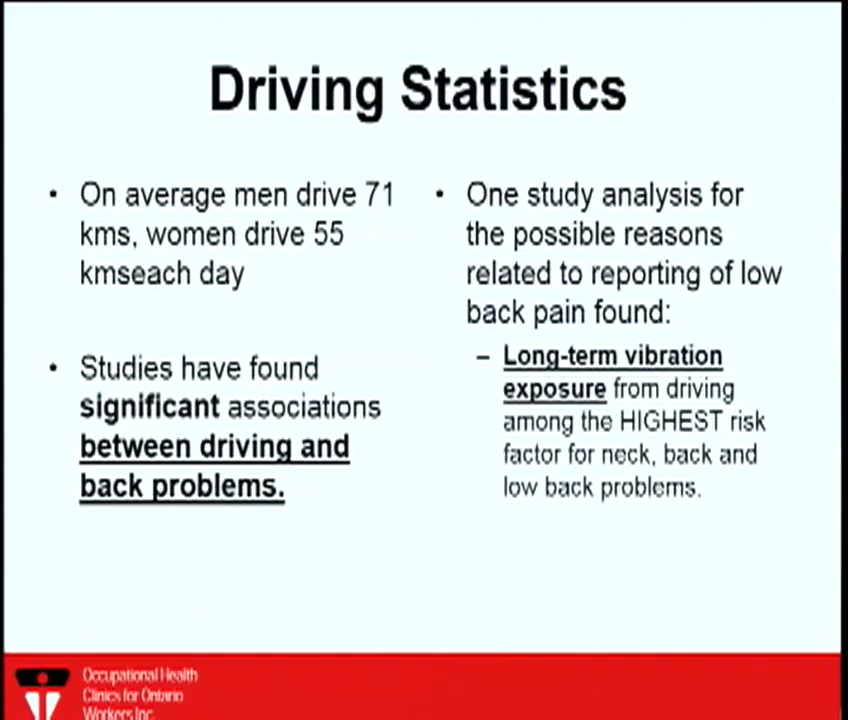 Driving Statistics
• On average men drive 71
kms, women drive 55
kmseach day
• Studies have found
significant associations
between driving and
back problems.
• One study analysis for
the possible reasons
related to reporting of low
back pain found:
– Long-term vibration
exposure from driving
among the HIGHEST risk
factor for neck, back and
low back problems.
Occupational Health
Clinics for Ontario
Workers Inc.